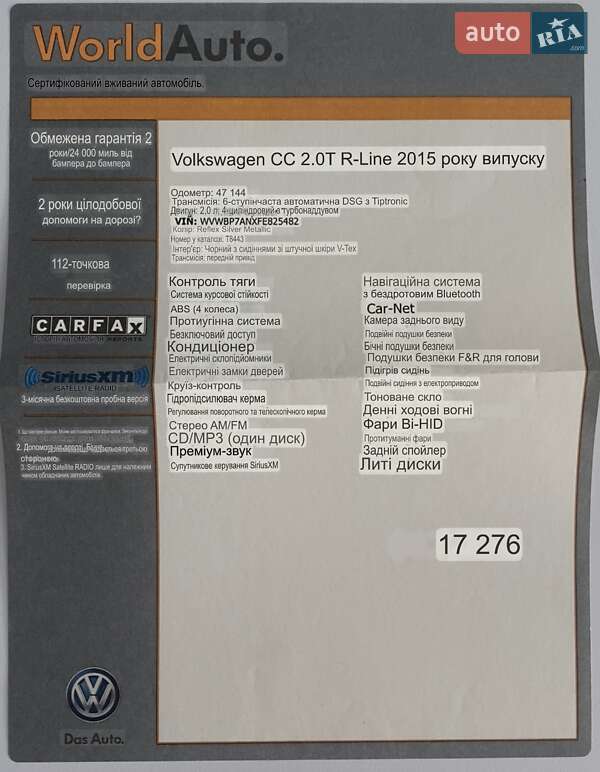 auto RIA .com
WorldAuto.
Сертифікований вживаний автомобіль.
Обмежена гарантія 2
роки/24 000 миль від
бампера до бампера
2 роки цілодобової
допомоги на дорозі?
112-точкова
перевірка
CARFAX
REPORTS
SiriusXM
SATELLITE RADIO
3-місячна безкоштовна пробна версія
2. Допомога на дорозі.
сторонню.
3. SiriusXM Satellite RADIO лише для належним
чином обладнаних автомобілів.
Das Auto.
Volkswagen CC 2.0T R-Line 2015 року випуску
Одометр: 47 144
Трансмісія: 6-ступінчаста автоматична DSG з Tiptronic
Двигун: 2.0 л: 4-циліндровий з турбонаддувом
VIN: WVWBP7ANXFE825482
Колір: Reflex Silver Metallic
Номер у каталозі: T8443
Інтер'єр: Чорний з сидіннями зі штучної шкіри V-Tex
Трансмісія: передній привід
Контроль тяги
Система курсової стійкості
ABS (4 колеса)
Протиугінна система
Безключовий доступ
Кондиціонер
Електричні склопідйомники
Електричні замки дверей
Круїз-контроль
Гідропідсилювач керма
Регулювання поворотного та телескопічного керма
Стерео AM/FM
CD/MP3 (один диск)
Преміум-звук
Супутникове керування SiriusXM
Навігаційна система
з бездротовим Bluetooth
Car-Net
Камера заднього виду
Подвійні подушки безпеки
Бічні подушки безпеки
Подушки безпеки F&R для голови
Підігрів сидінь
Подвійні сидіння з електроприводом
Тоноване скло
Денні ходові вогні
Фари Bi-HID
Протитуманні фари
Задній спойлер
Литі диски
17 276